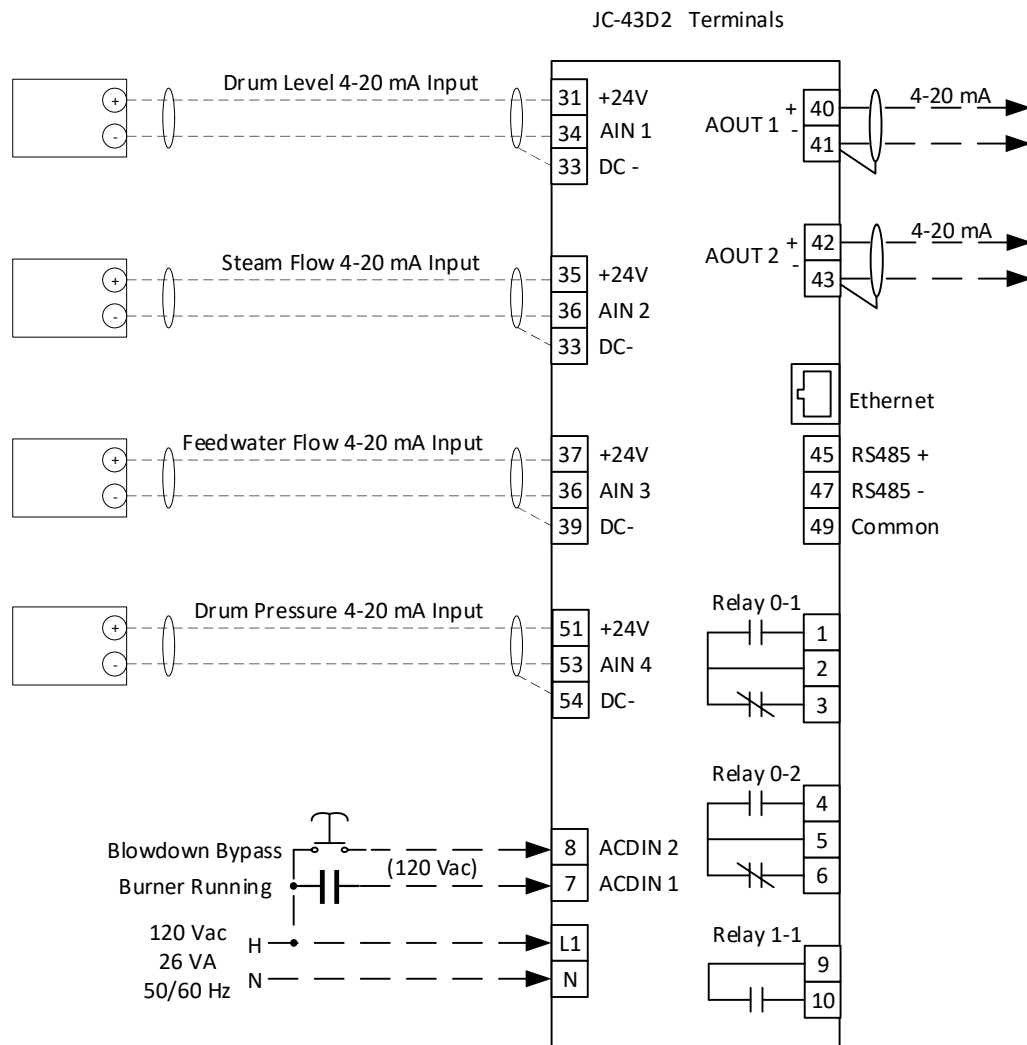 JC-43D2 Terminals
Drum Level 4-20 mA Input
+
-
31 +24V
34 AIN 1
33 DC -
AOUT 1
+ 40
- 41
4-20 mA
Steam Flow 4-20 mA Input
+
-
35 +24V
36 AIN 2
33 DC-
AOUT 2
+ 42
- 43
4-20 mA
Ethernet
Feedwater Flow 4-20 mA Input
+
-
37 +24V
36 AIN 3
39 DC-
45 RS485 +
47 RS485 -
49 Common
Drum Pressure 4-20 mA Input
+
-
51 +24V
53 AIN 4
54 DC-
Relay 0-1
1
2
3
Relay 0-2
4
5
6
Blowdown Bypass
8 ACDIN 2
(120 Vac)
Burner Running
7 ACDIN 1
120 Vac
26 VA
50/60 Hz
H
N
L1
N
Relay 1-1
9
10